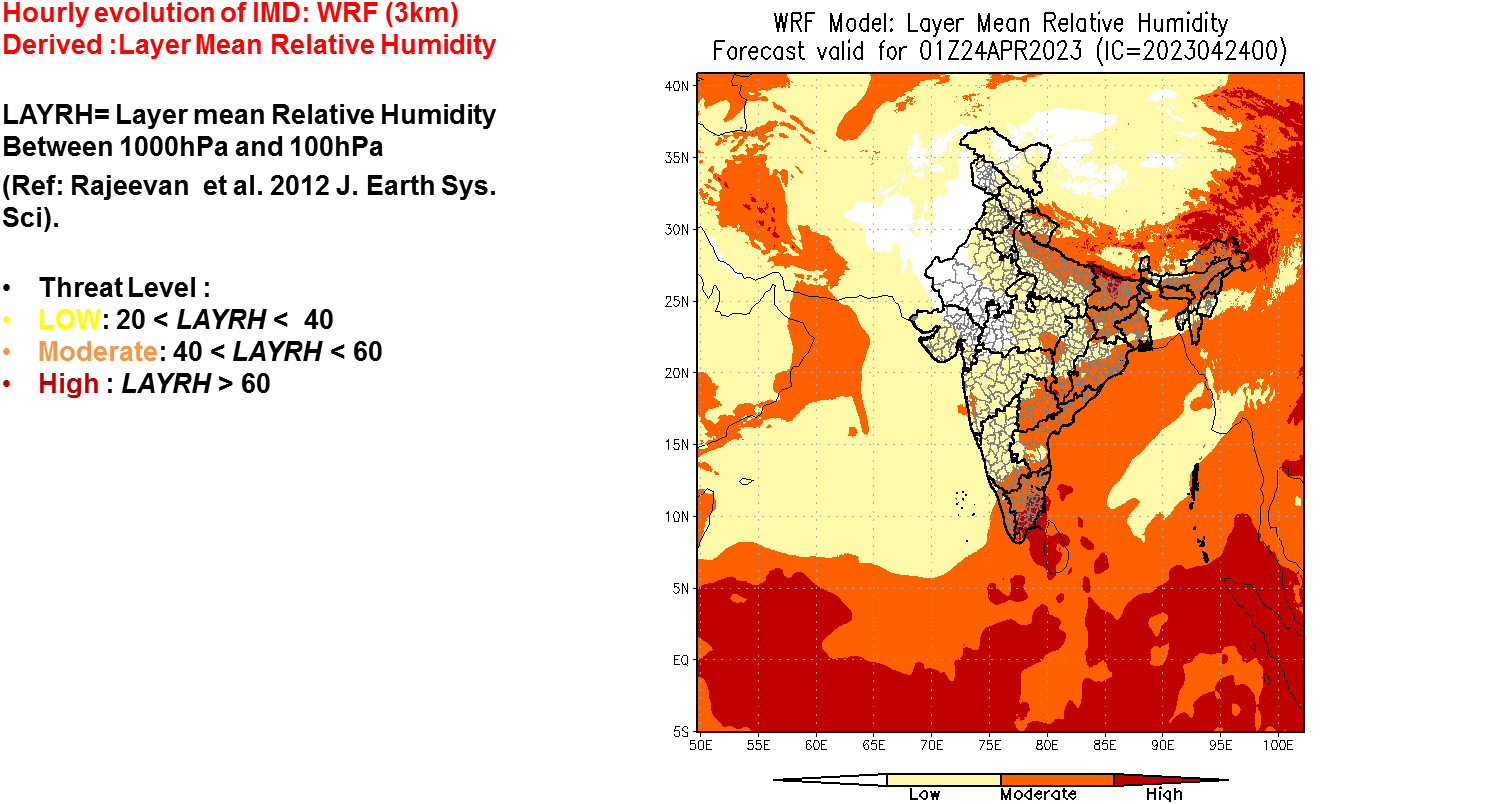 Hourly evolution of IMD: WRF (3km)
Derived :Layer Mean Relative Humidity
LAYRH= Layer mean Relative Humidity
Between 1000hPa and 100hPa
(Ref: Rajeevan et al. 2012 J. Earth Sys.
Sci).
• Threat Level :
• LOW: 20 < LAYRH < 40
• Moderate: 40 < LAYRH < 60
• High : LAYRH > 60
WRF Model: Layer Mean Relative Humidity
Forecast valid for 01Z24APR2023 (IC=2023042400)
40N
35N
30N
25N
20N
15N
10N
5N
EQ
5S
50E 55E 60E 65E 70E 75E 80E 85E 90E 95E 100E
Low Moderate High